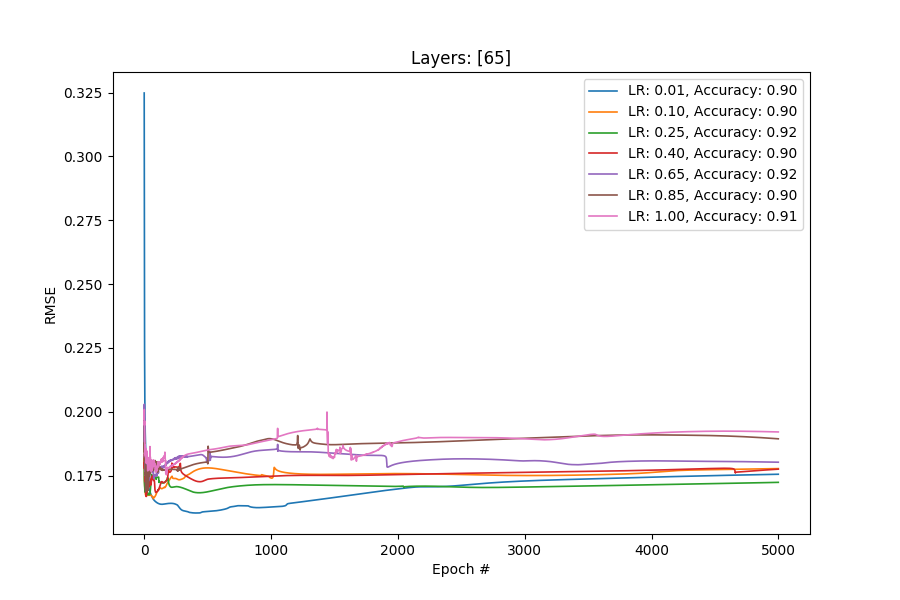 Layers: [65]
0.325
0.300
0.275
0.250
0.225
0.200
0.175
RMSE
LR: 0.01, Accuracy: 0.90
LR: 0.10, Accuracy: 0.90
LR: 0.25, Accuracy: 0.92
LR: 0.40, Accuracy: 0.90
LR: 0.65, Accuracy: 0.92
LR: 0.85, Accuracy: 0.90
LR: 1.00, Accuracy: 0.91
0 1000 2000 3000 4000 5000
Epoch #